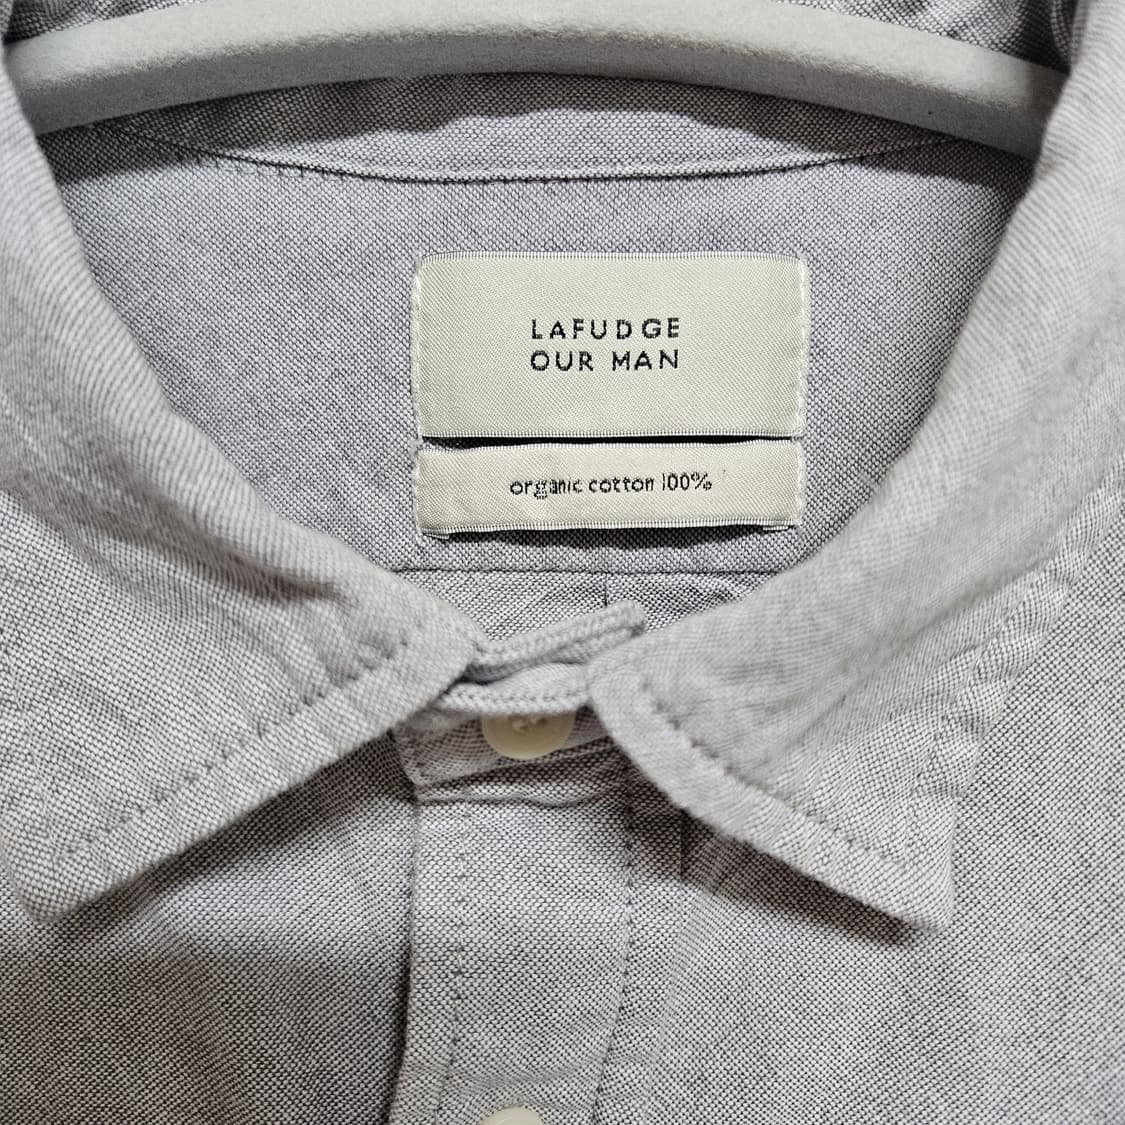 LAFUDGE
OUR MAN
organic cotton 100%